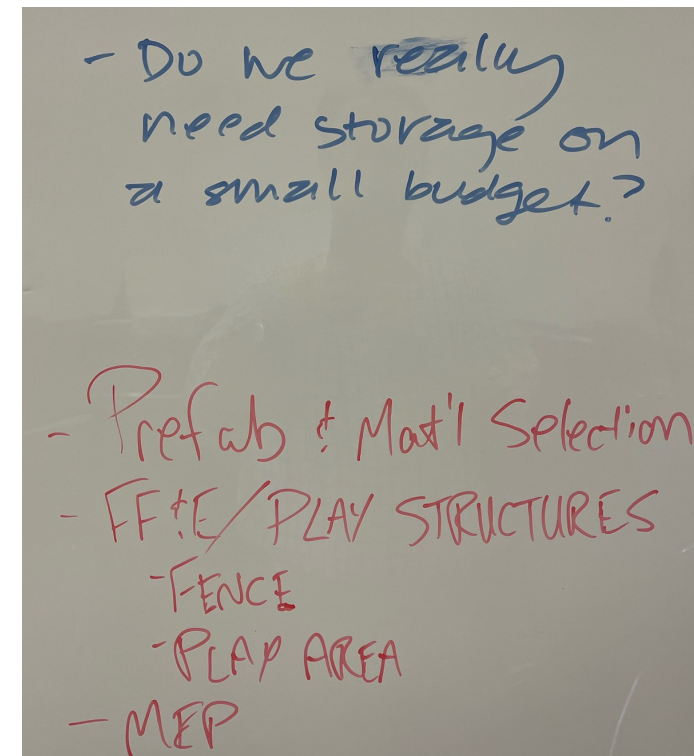 - Do we really
need storage on
a small budget?
- Prefab & Mat'l Selection
- FF&E/PLAY STRUCTURES
- FENCE
- PLAY AREA
- MEP